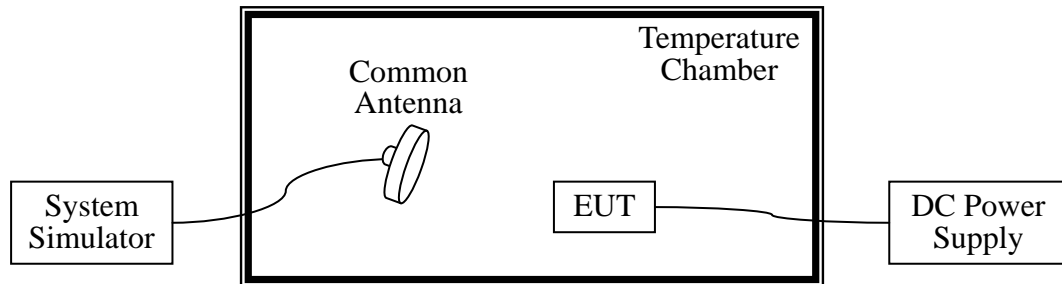 Temperature
Chamber
Common
Antenna
System
Simulator
EUT
DC Power
Supply